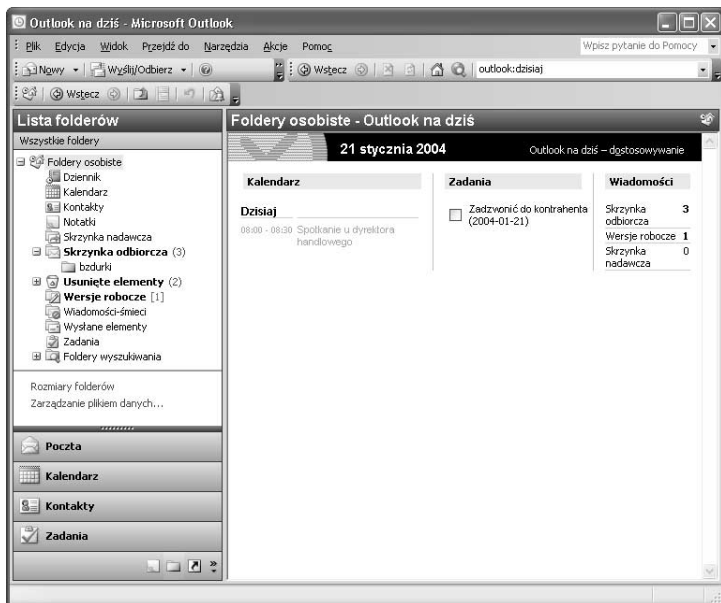 Outlook na dziś - Microsoft Outlook
Plik Edycja Widok Przejdź do Narzędzia Akcje Pomoc Wpisz pytanie do Pomocy
Nowy Wyślij/Odbierz Wstecz outlook:dzisiaj
Wstecz
Lista folderów
Wszystkie foldery
Foldery osobiste
Dziennik
Kalendarz
Kontakty
Notatki
Skrzynka nadawcza
Skrzynka odbiorcza (3)
bzdurki
Usunięte elementy (2)
Wersje robocze [1]
Wiadomości-śmieci
Wysłane elementy
Zadania
Foldery wyszukiwania
Rozmiary folderów
Zarządzanie plikiem danych...
Poczta
Kalendarz
Kontakty
Zadania
Foldery osobiste - Outlook na dziś
21 stycznia 2004 Outlook na dziś – dostosowywanie
Kalendarz
Dzisiaj
08:00 - 08:30 Spotkanie u dyrektora
handlowego
Zadania
Zadzwonić do kontrahenta
(2004-01-21)
Wiadomości
Skrzynka 3
odbiorcza
Wersje robocze 1
Skrzynka 0
nadawcza